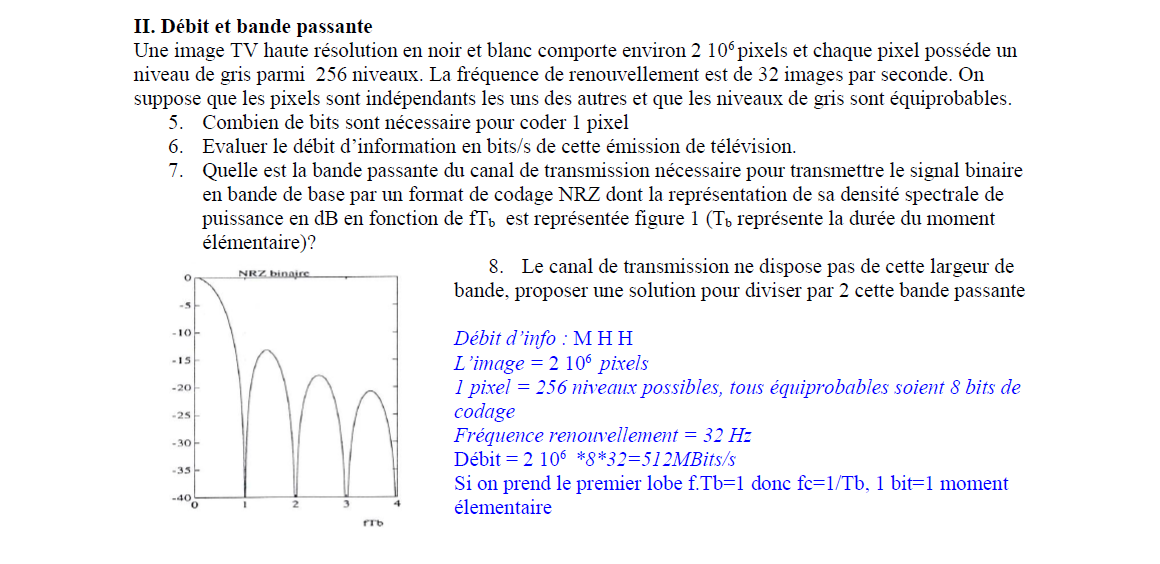 II. Débit et bande passante
Une image TV haute résolution en noir et blanc comporte environ 2 10⁶ pixels et chaque pixel posséde un
niveau de gris parmi 256 niveaux. La fréquence de renouvellement est de 32 images par seconde. On
suppose que les pixels sont indépendants les uns des autres et que les niveaux de gris sont équiprobables.
5. Combien de bits sont nécessaire pour coder 1 pixel
6. Evaluer le débit d'information en bits/s de cette émission de télévision.
7. Quelle est la bande passante du canal de transmission nécessaire pour transmettre le signal binaire
en bande de base par un format de codage NRZ dont la représentation de sa densité spectrale de
puissance en dB en fonction de fTb est représentée figure 1 (Tb représente la durée du moment
élémentaire)?
NRZ binaire
0
-5
-10
-15
-20
-25
-30
-35
-40
0 1 2 3 4
fTb
8. Le canal de transmission ne dispose pas de cette largeur de
bande, proposer une solution pour diviser par 2 cette bande passante
Débit d'info : M H H
L'image = 2 10⁶ pixels
1 pixel = 256 niveaux possibles, tous équiprobables soient 8 bits de
codage
Fréquence renouvellement = 32 Hz
Débit = 2 10⁶ *8*32=512MBits/s
Si on prend le premier lobe f.Tb=1 donc fc=1/Tb, 1 bit=1 moment
élementaire